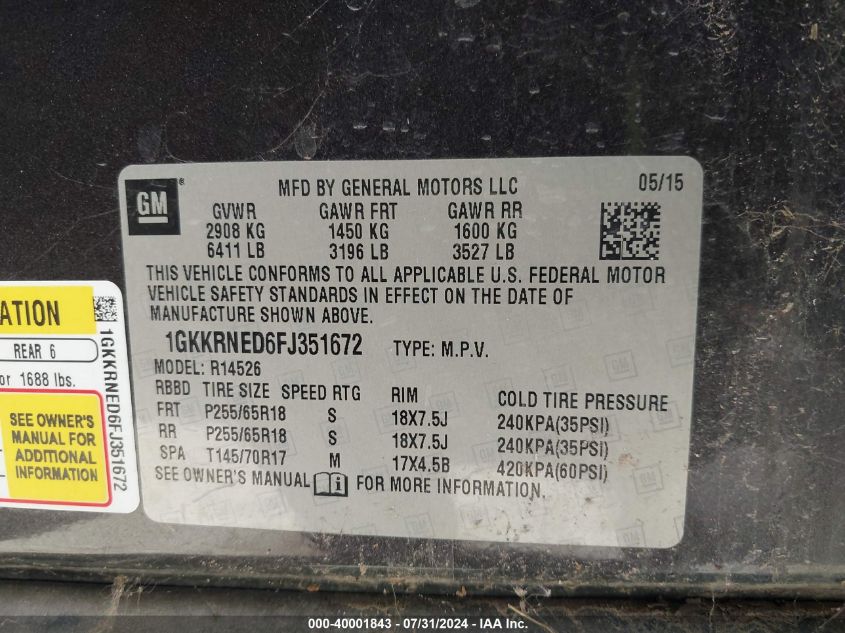 GM ®
MFD BY GENERAL MOTORS LLC
05/15
GVWR GAWR FRT GAWR RR
2908 KG 1450 KG 1600 KG
6411 LB 3196 LB 3527 LB
THIS VEHICLE CONFORMS TO ALL APPLICABLE U.S. FEDERAL MOTOR
VEHICLE SAFETY STANDARDS IN EFFECT ON THE DATE OF
MANUFACTURE SHOWN ABOVE.
1GKKRNED6FJ351672 TYPE: M.P.V.
MODEL: R14526
RBBD TIRE SIZE SPEED RTG RIM COLD TIRE PRESSURE
FRT P255/65R18 S 18X7.5J 240KPA(35PSI)
RR P255/65R18 S 18X7.5J 240KPA(35PSI)
SPA T145/70R17 M 17X4.5B 420KPA(60PSI)
SEE OWNER'S MANUAL FOR MORE INFORMATION.
ATION
REAR 6
or 1688 lbs.
SEE OWNER'S
MANUAL FOR
ADDITIONAL
INFORMATION
1GKKRNED6FJ351672
000-40001843 - 07/31/2024 - IAA Inc.